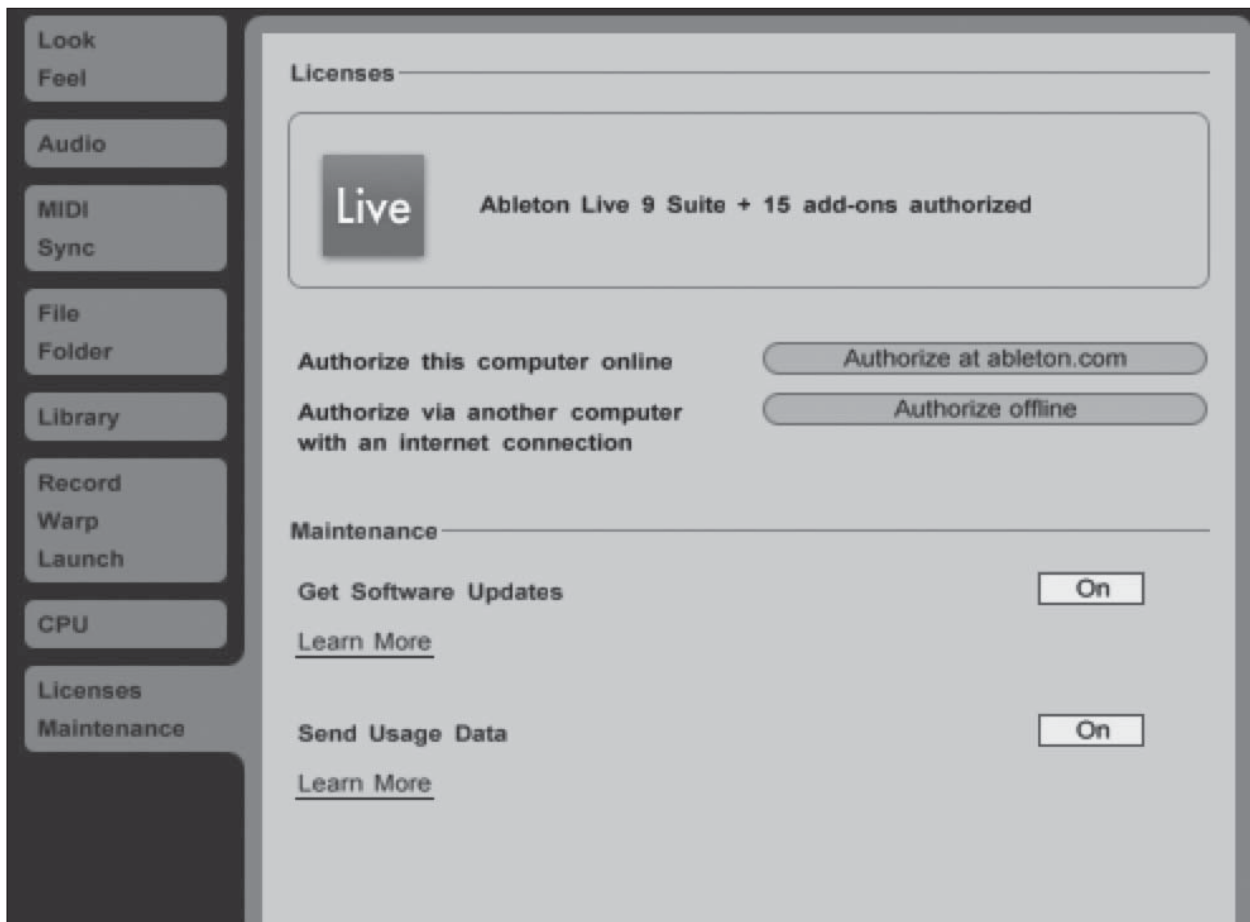 Look
Feel
Audio
MIDI
Sync
File
Folder
Library
Record
Warp
Launch
CPU
Licenses
Maintenance
Licenses
Live
Ableton Live 9 Suite + 15 add-ons authorized
Authorize this computer online
Authorize at ableton.com
Authorize via another computer
with an internet connection
Authorize offline
Maintenance
Get Software Updates
On
Learn More
Send Usage Data
On
Learn More